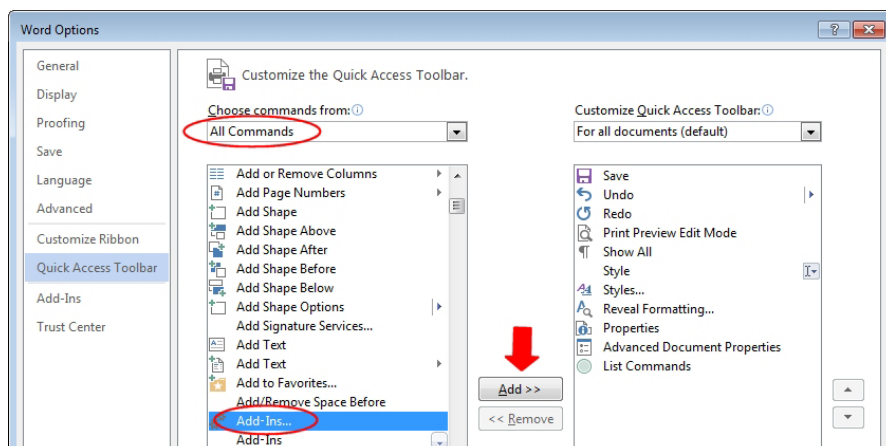 Word Options
General
Display
Proofing
Save
Language
Advanced
Customize Ribbon
Quick Access Toolbar
Add-Ins
Trust Center
Customize the Quick Access Toolbar.
Choose commands from:
All Commands
Add or Remove Columns
Add Page Numbers
Add Shape
Add Shape Above
Add Shape After
Add Shape Before
Add Shape Below
Add Shape Options
Add Signature Services...
Add Text
Add Text
Add to Favorites...
Add/Remove Space Before
Add-Ins...
Add-Ins
Add >>
<< Remove
Customize Quick Access Toolbar:
For all documents (default)
Save
Undo
Redo
Print Preview Edit Mode
Show All
Style
Styles...
Reveal Formatting...
Properties
Advanced Document Properties
List Commands